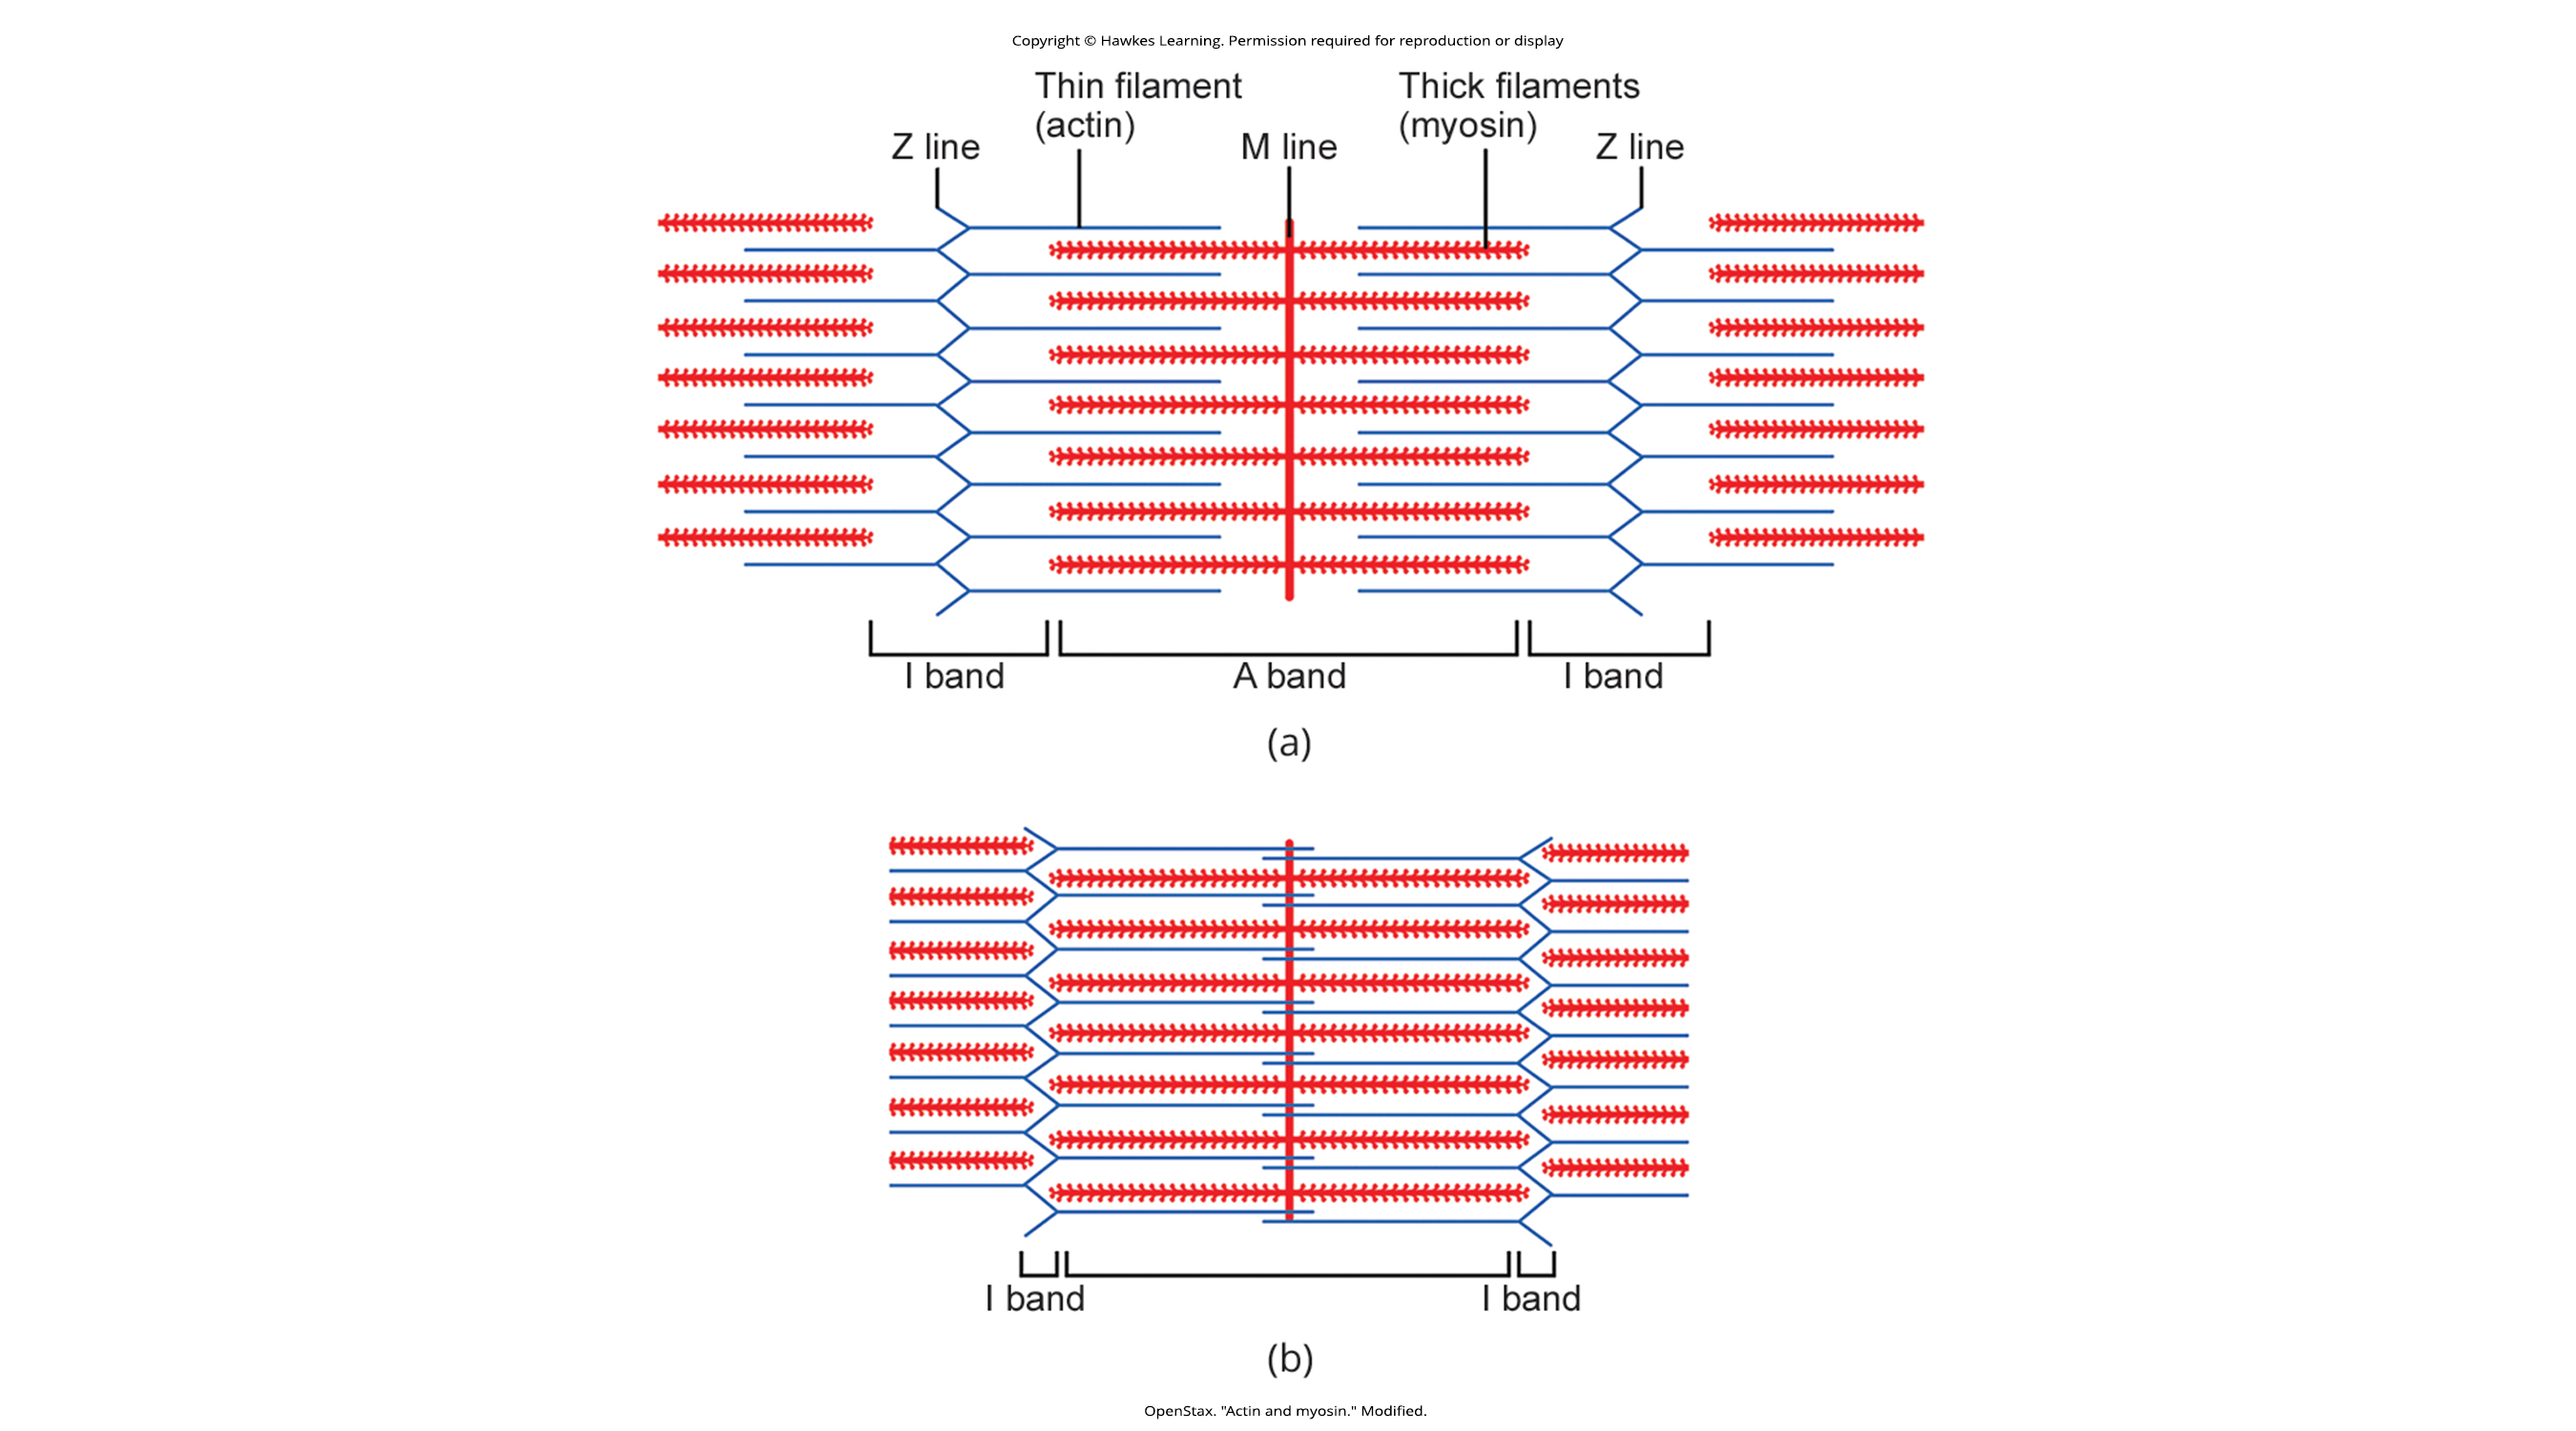 Copyright © Hawkes Learning. Permission required for reproduction or display
Thin filament
(actin)
Thick filaments
(myosin)
Z line
M line
Z line
I band
A band
I band
(a)
I band
I band
(b)
OpenStax. "Actin and myosin." Modified.